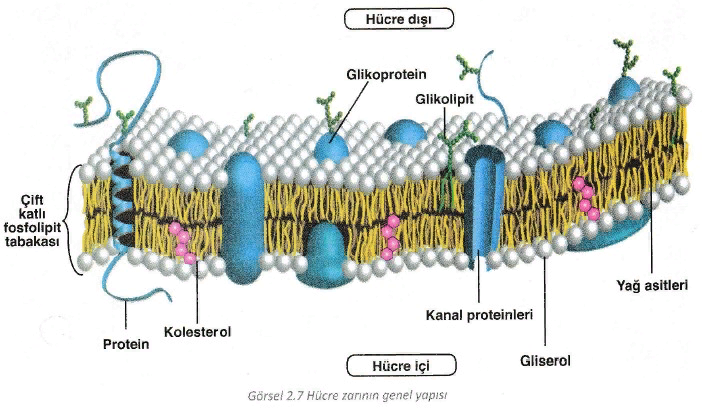 Hücre dışı
Glikoprotein
Glikolipit
Çift
katlı
fosfolipit
tabakası
Yağ asitleri
Kanal proteinleri
Kolesterol
Protein
Gliserol
Hücre içi
Görsel 2.7 Hücre zarının genel yapısı